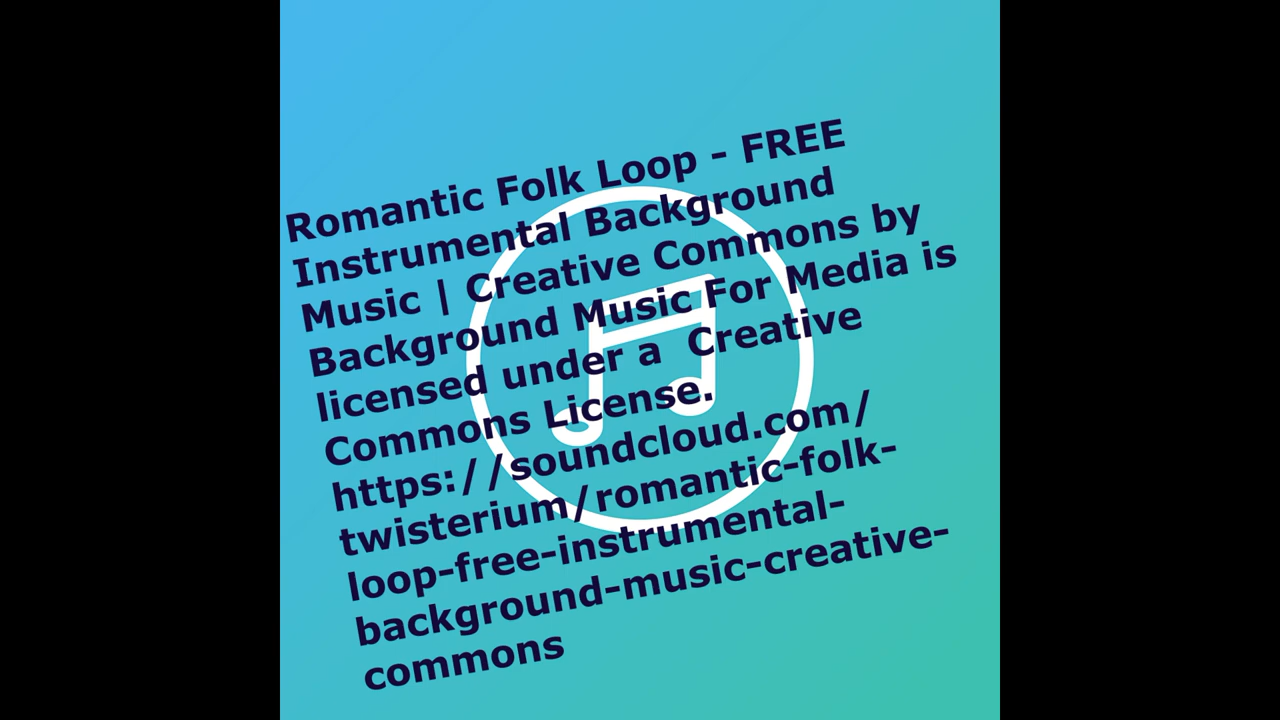 Romantic Folk Loop - FREE
Instrumental Background
Music | Creative Commons by
Background Music For Media is
licensed under a  Creative
Commons License.
https://soundcloud.com/
twisterium/romantic-folk-
loop-free-instrumental-
background-music-creative-
commons